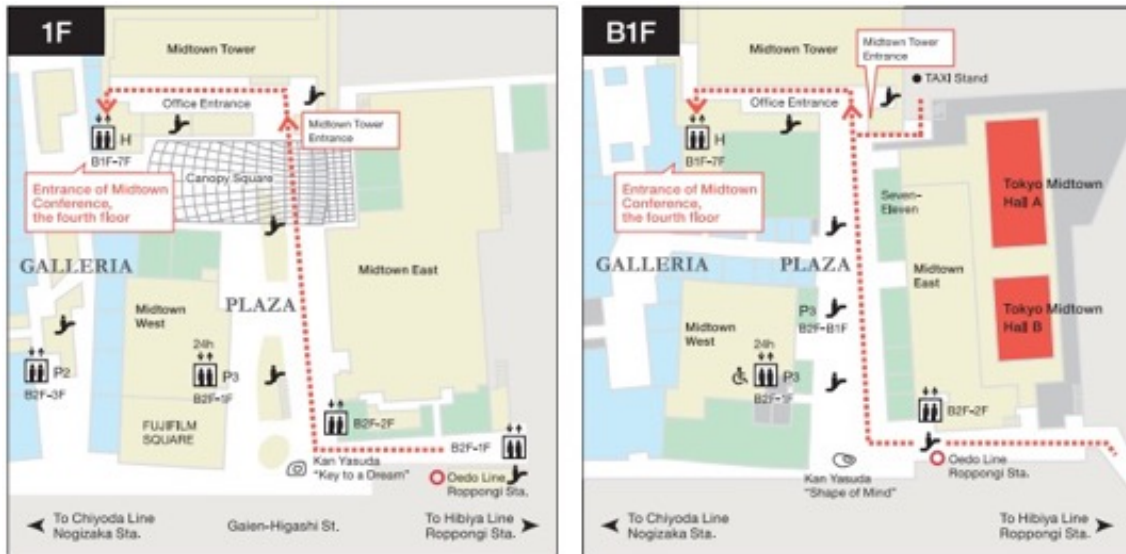 1F
Midtown Tower
Office Entrance
Midtown Tower
Entrance
H
B1F-7F
Canopy Square
Entrance of Midtown
Conference,
the fourth floor
GALLERIA
Midtown East
PLAZA
Midtown
West
24h
P2
P3
B2F-3F
B2F-1F
FUJIFILM
SQUARE
B2F-2F
B2F-1F
Kan Yasuda
"Key to a Dream"
Oedo Line
Roppongi Sta.
To Chiyoda Line
Nogizaka Sta.
Gaien-Higashi St.
To Hibiya Line
Roppongi Sta.
B1F
Midtown Tower
Midtown Tower
Entrance
TAXI Stand
Office Entrance
H
B1F-7F
Entrance of Midtown
Conference,
the fourth floor
Seven-
Eleven
Tokyo Midtown
Hall A
GALLERIA
PLAZA
Midtown
East
P3
B2F-B1F
Tokyo Midtown
Hall B
Midtown
West
24h
P3
B2F-1F
B2F-2F
Kan Yasuda
"Shape of Mind"
Oedo Line
Roppongi Sta.
To Chiyoda Line
Nogizaka Sta.
To Hibiya Line
Roppongi Sta.